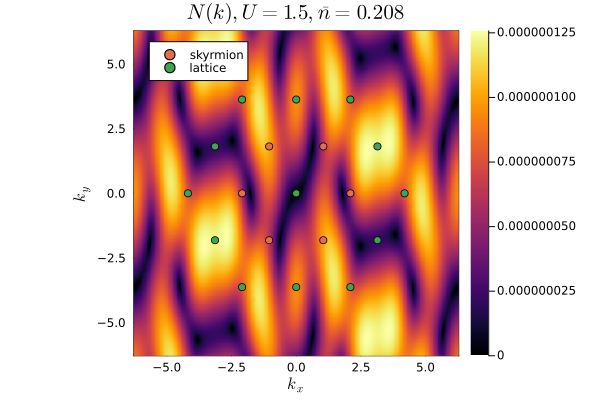 N(k), U = 1.5, n̄ = 0.208
skyrmion
lattice
5.0
2.5
0.0
−2.5
−5.0
k_y
−5.0 −2.5 0.0 2.5 5.0
k_x
0.000000125
0.000000100
0.000000075
0.000000050
0.000000025
0